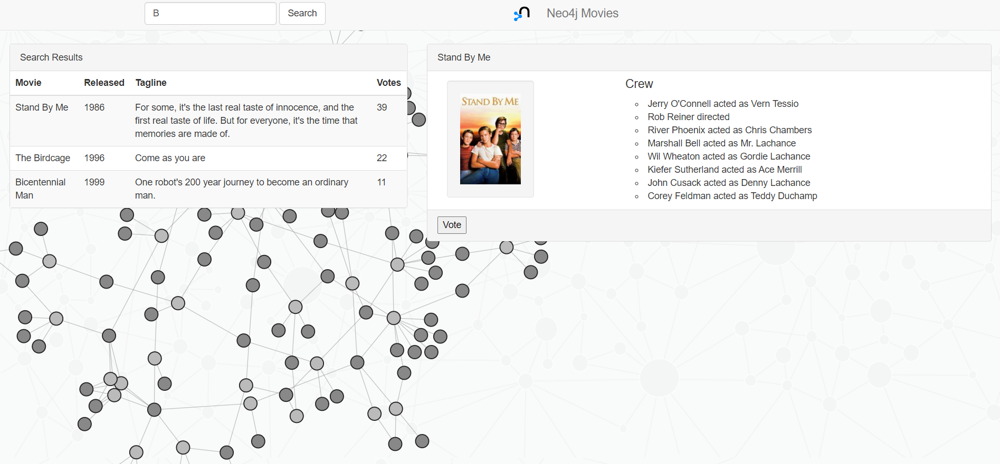 B
Search
Neo4j Movies
Search Results
Movie Released Tagline Votes
Stand By Me 1986 For some, it's the last real taste of innocence, and the 39
first real taste of life. But for everyone, it's the time that
memories are made of.
The Birdcage 1996 Come as you are 22
Bicentennial 1999 One robot's 200 year journey to become an ordinary 11
Man man.
Stand By Me
STAND BY ME
Crew
Jerry O'Connell acted as Vern Tessio
Rob Reiner directed
River Phoenix acted as Chris Chambers
Marshall Bell acted as Mr. Lachance
Wil Wheaton acted as Gordie Lachance
Kiefer Sutherland acted as Ace Merrill
John Cusack acted as Denny Lachance
Corey Feldman acted as Teddy Duchamp
Vote